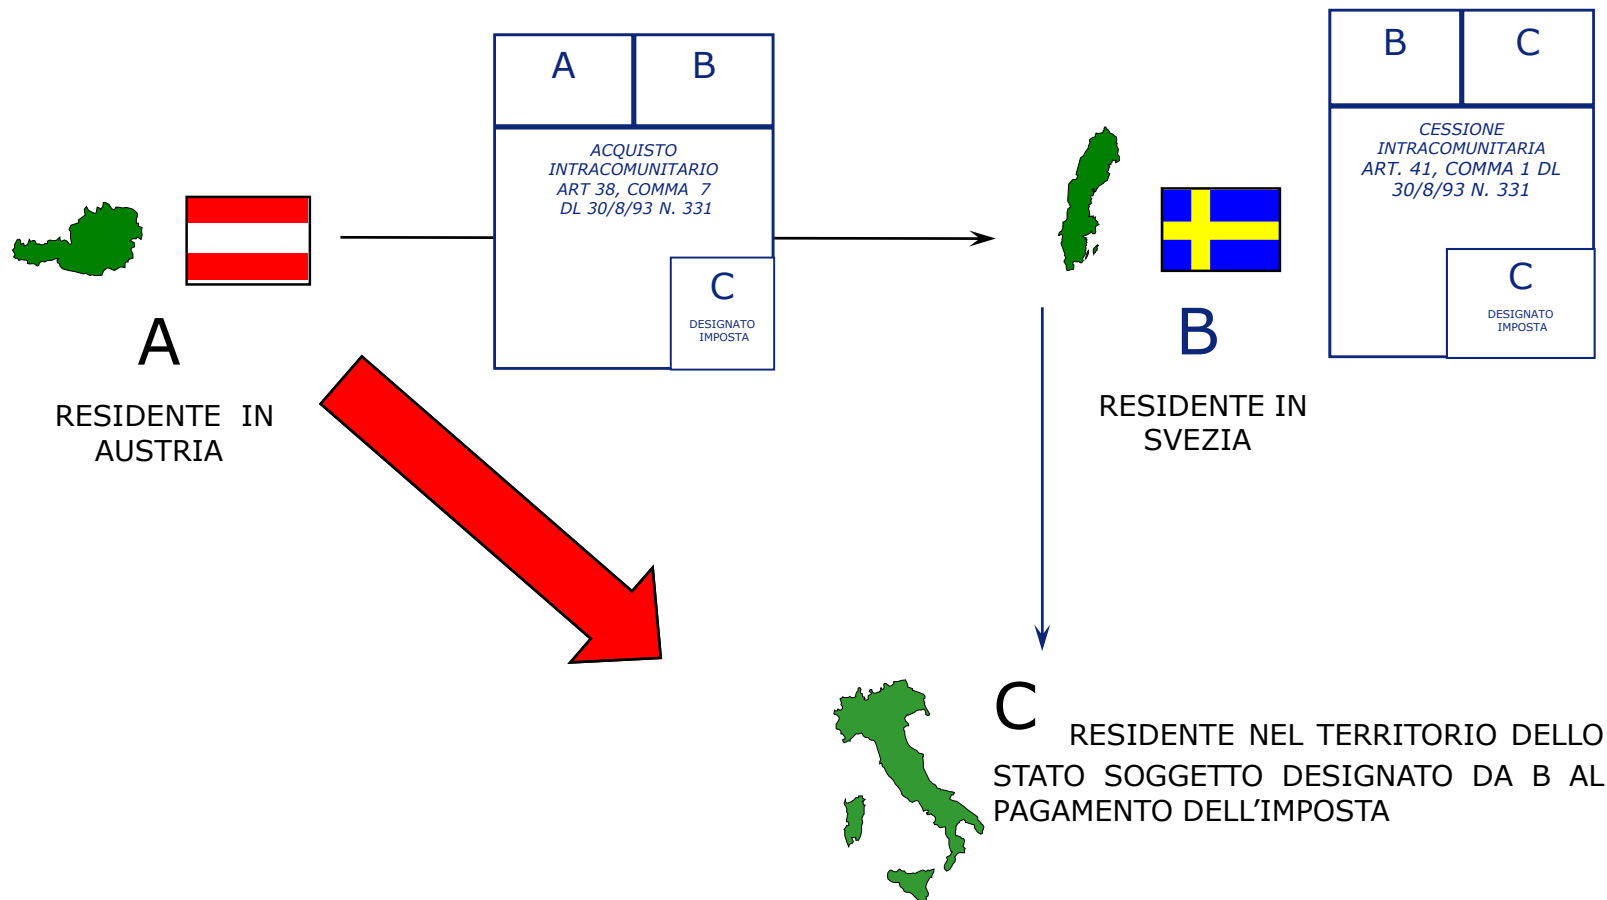 A
B
ACQUISTO
INTRACOMUNITARIO
ART 38, COMMA 7
DL 30/8/93 N. 331
C
DESIGNATO
IMPOSTA
B
C
CESSIONE
INTRACOMUNITARIA
ART. 41, COMMA 1 DL
30/8/93 N. 331
C
DESIGNATO
IMPOSTA
A
RESIDENTE IN
AUSTRIA
B
RESIDENTE IN
SVEZIA
C RESIDENTE NEL TERRITORIO DELLO
STATO SOGGETTO DESIGNATO DA B AL
PAGAMENTO DELL’IMPOSTA